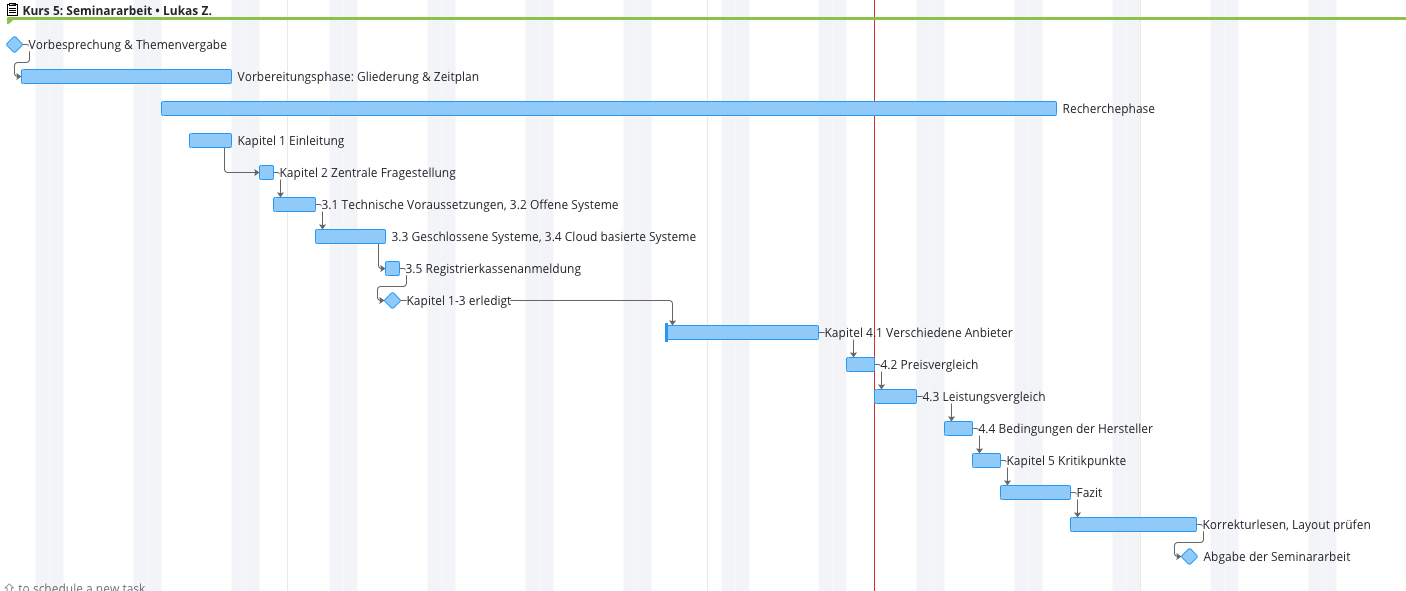 Kurs 5: Seminararbeit • Lukas Z.
Vorbesprechung & Themenvergabe
Vorbereitungsphase: Gliederung & Zeitplan
Recherchephase
Kapitel 1 Einleitung
Kapitel 2 Zentrale Fragestellung
3.1 Technische Voraussetzungen, 3.2 Offene Systeme
3.3 Geschlossene Systeme, 3.4 Cloud basierte Systeme
3.5 Registrierkassenanmeldung
Kapitel 1-3 erledigt
Kapitel 4.1 Verschiedene Anbieter
4.2 Preisvergleich
4.3 Leistungsvergleich
4.4 Bedingungen der Hersteller
Kapitel 5 Kritikpunkte
Fazit
Korrekturlesen, Layout prüfen
Abgabe der Seminararbeit
to schedule a new task